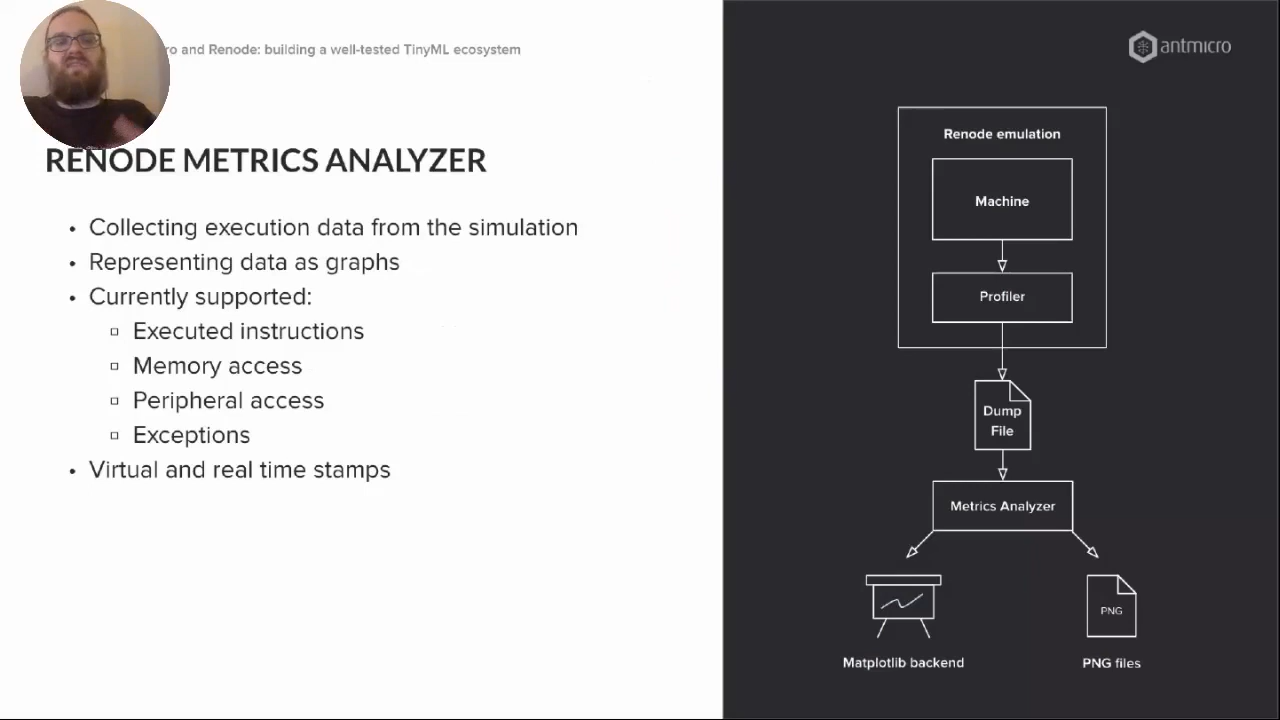 ro and Renode: building a well-tested TinyML ecosystem
RENODE METRICS ANALYZER
• Collecting execution data from the simulation
• Representing data as graphs
• Currently supported:
▫ Executed instructions
▫ Memory access
▫ Peripheral access
▫ Exceptions
• Virtual and real time stamps
antmicro
Renode emulation
Machine
Profiler
Dump
File
Metrics Analyzer
PNG
Matplotlib backend
PNG files